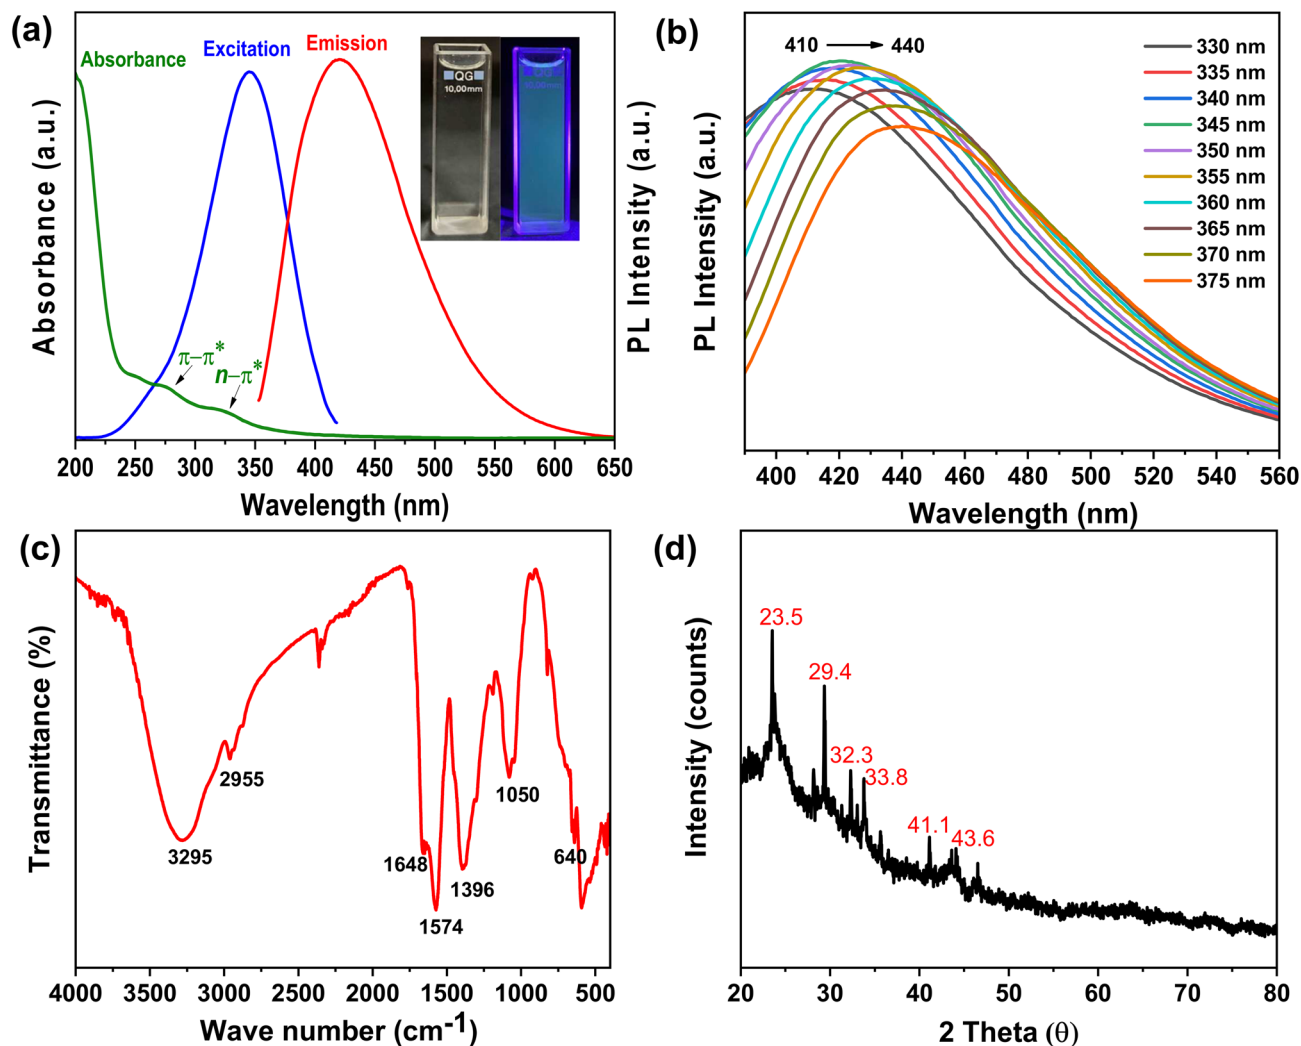 (a)
Absorbance
Excitation
Emission
QG
10,00mm
π–π*
n–π*
Absorbance (a.u.)
PL Intensity (a.u.)
200 250 300 350 400 450 500 550 600 650
Wavelength (nm)
(b)
410 → 440
330 nm
335 nm
340 nm
345 nm
350 nm
355 nm
360 nm
365 nm
370 nm
375 nm
PL Intensity (a.u.)
400 420 440 460 480 500 520 540 560
Wavelength (nm)
(c)
Transmittance (%)
3295
2955
1648
1574
1396
1050
640
4000 3500 3000 2500 2000 1500 1000 500
Wave number (cm⁻¹)
(d)
Intensity (counts)
23.5
29.4
32.3
33.8
41.1
43.6
20 30 40 50 60 70 80
2 Theta (θ)